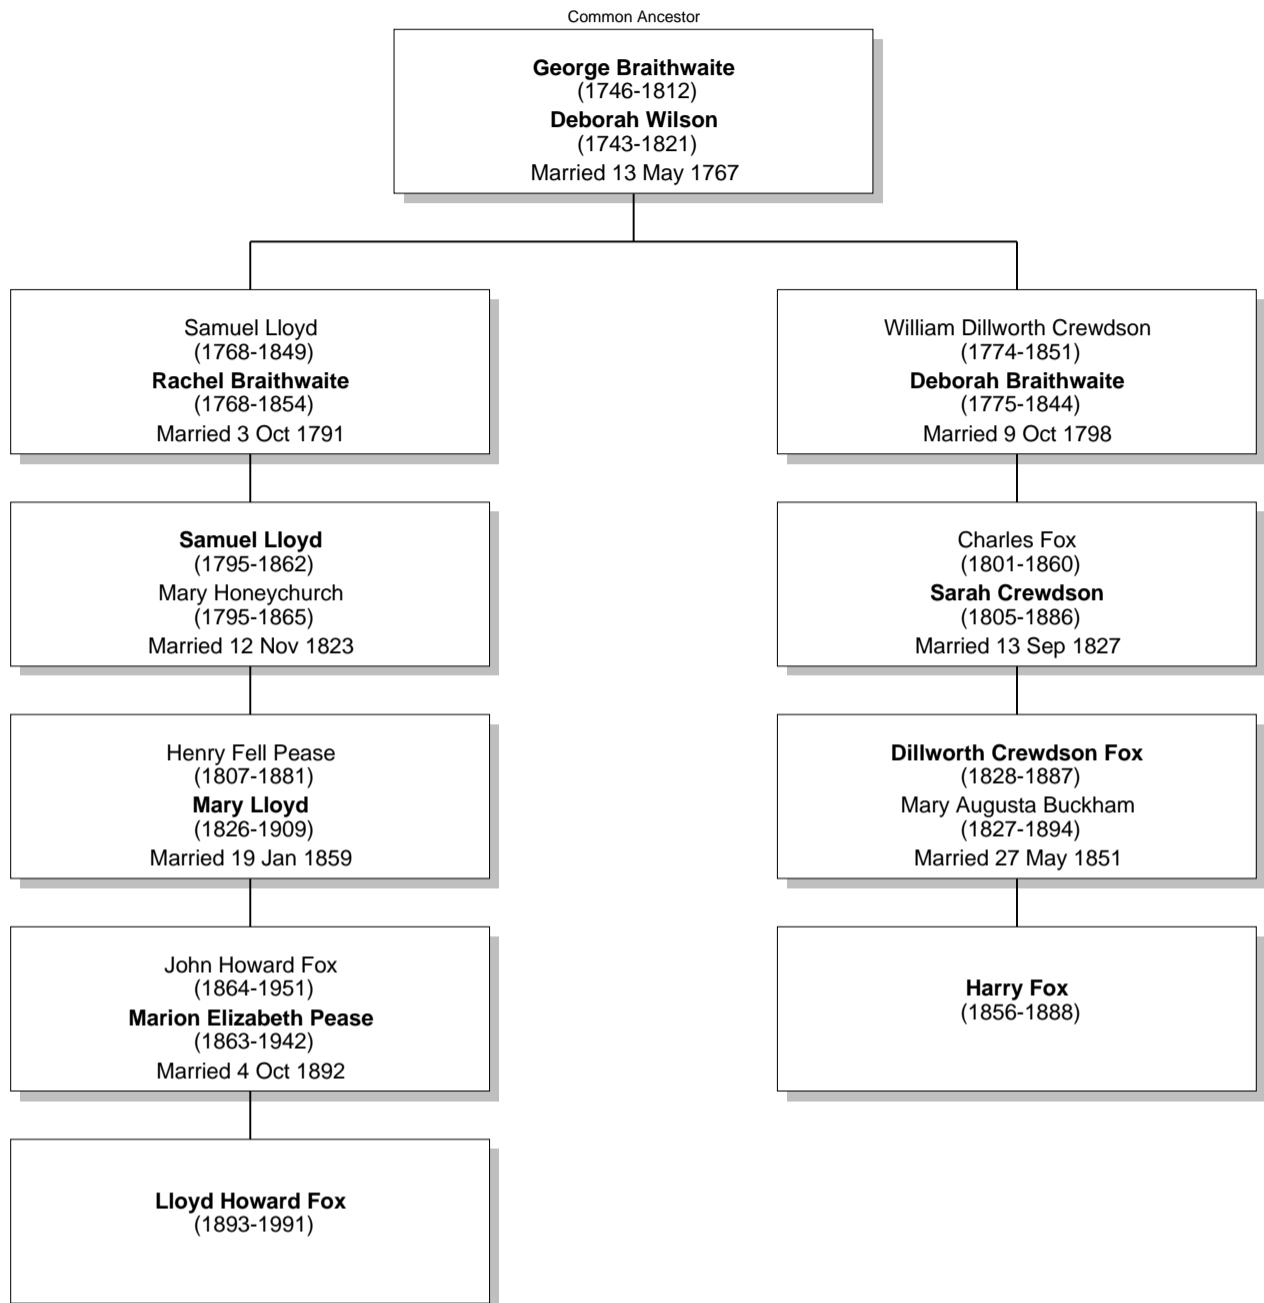 Common Ancestor
George Braithwaite
(1746-1812)
Deborah Wilson
(1743-1821)
Married 13 May 1767
Samuel Lloyd
(1768-1849)
Rachel Braithwaite
(1768-1854)
Married 3 Oct 1791
William Dillworth Crewdson
(1774-1851)
Deborah Braithwaite
(1775-1844)
Married 9 Oct 1798
Samuel Lloyd
(1795-1862)
Mary Honeychurch
(1795-1865)
Married 12 Nov 1823
Charles Fox
(1801-1860)
Sarah Crewdson
(1805-1886)
Married 13 Sep 1827
Henry Fell Pease
(1807-1881)
Mary Lloyd
(1826-1909)
Married 19 Jan 1859
Dillworth Crewdson Fox
(1828-1887)
Mary Augusta Buckham
(1827-1894)
Married 27 May 1851
John Howard Fox
(1864-1951)
Marion Elizabeth Pease
(1863-1942)
Married 4 Oct 1892
Harry Fox
(1856-1888)
Lloyd Howard Fox
(1893-1991)